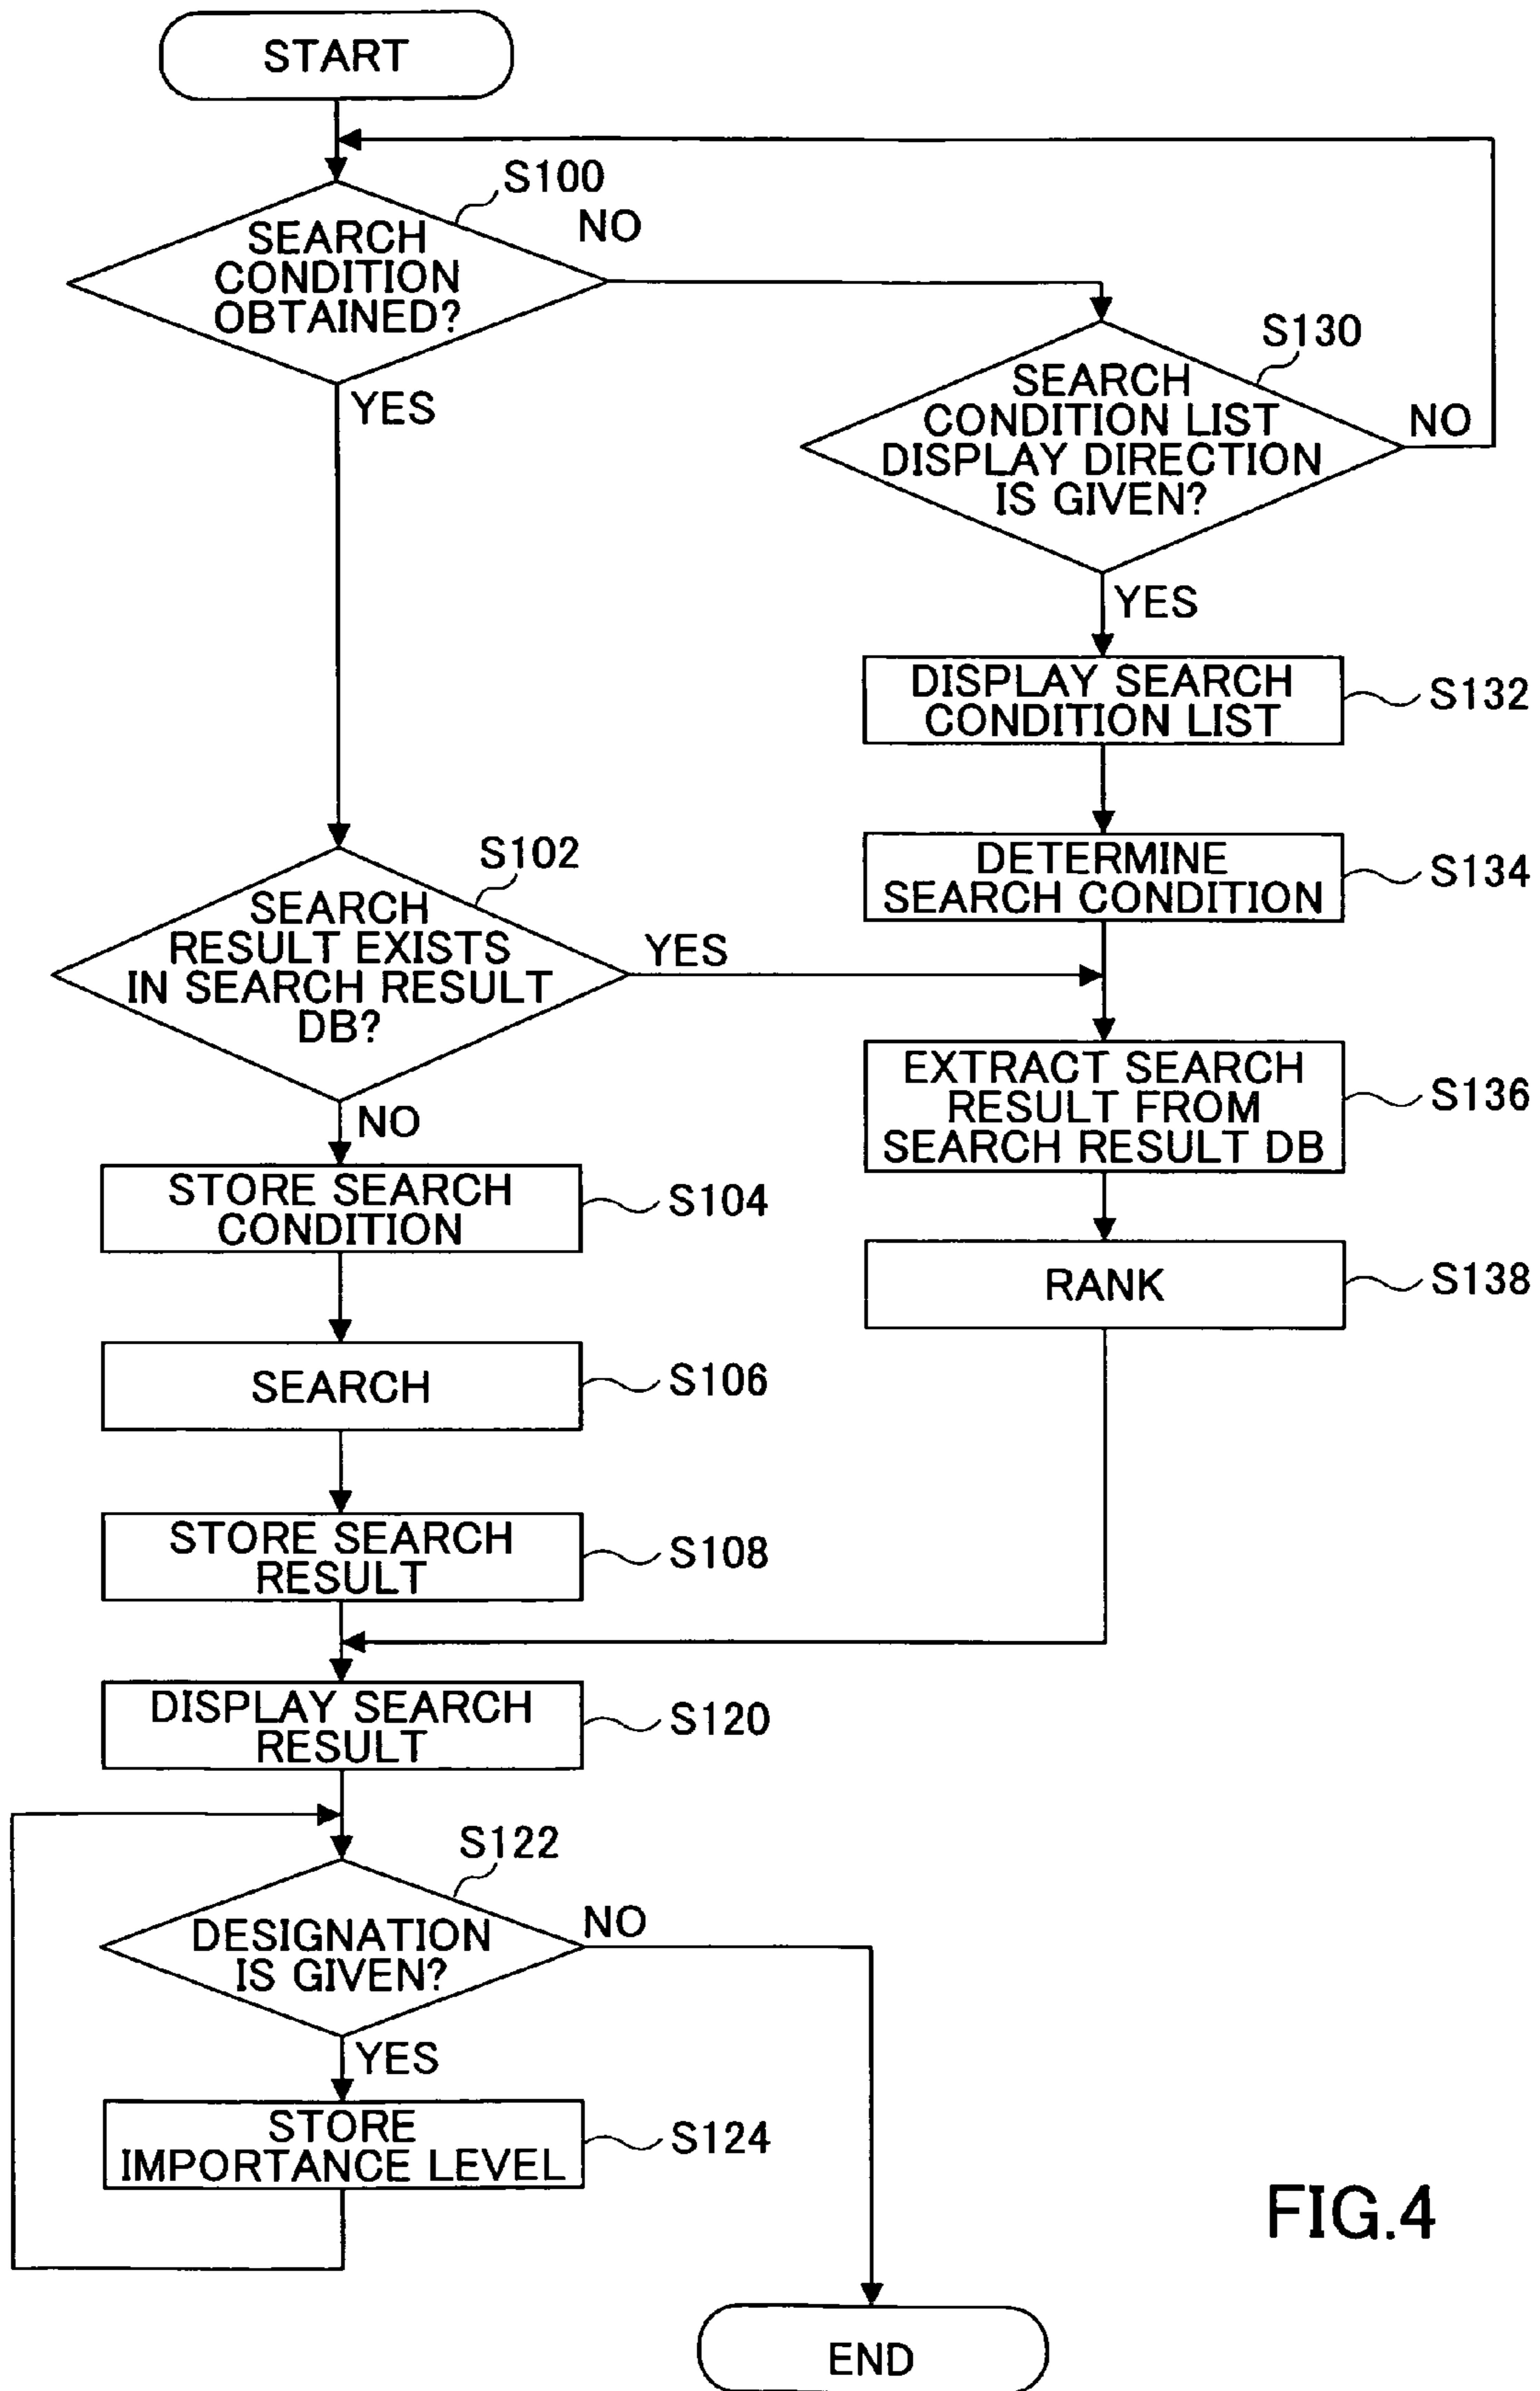 START
S100
NO
SEARCH
CONDITION
OBTAINED?
YES
S130
SEARCH
CONDITION LIST
DISPLAY DIRECTION
IS GIVEN?
NO
YES
DISPLAY SEARCH
CONDITION LIST
S132
DETERMINE
SEARCH CONDITION
S134
S102
SEARCH
RESULT EXISTS
IN SEARCH RESULT
DB?
YES
NO
EXTRACT SEARCH
RESULT FROM
SEARCH RESULT DB
S136
STORE SEARCH
CONDITION
S104
RANK
S138
SEARCH
S106
STORE SEARCH
RESULT
S108
DISPLAY SEARCH
RESULT
S120
S122
DESIGNATION
IS GIVEN?
NO
YES
STORE
IMPORTANCE LEVEL
S124
FIG.4
END